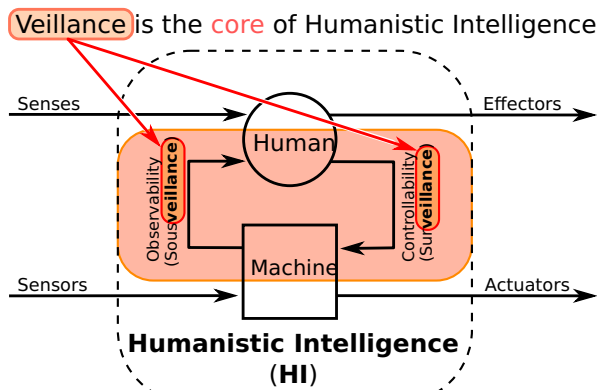 Veillance is the core of Humanistic Intelligence
Senses
Effectors
Human
Observability
(Sousveillance)
Controllability
(Surveillance)
Machine
Sensors
Actuators
Humanistic Intelligence
(HI)